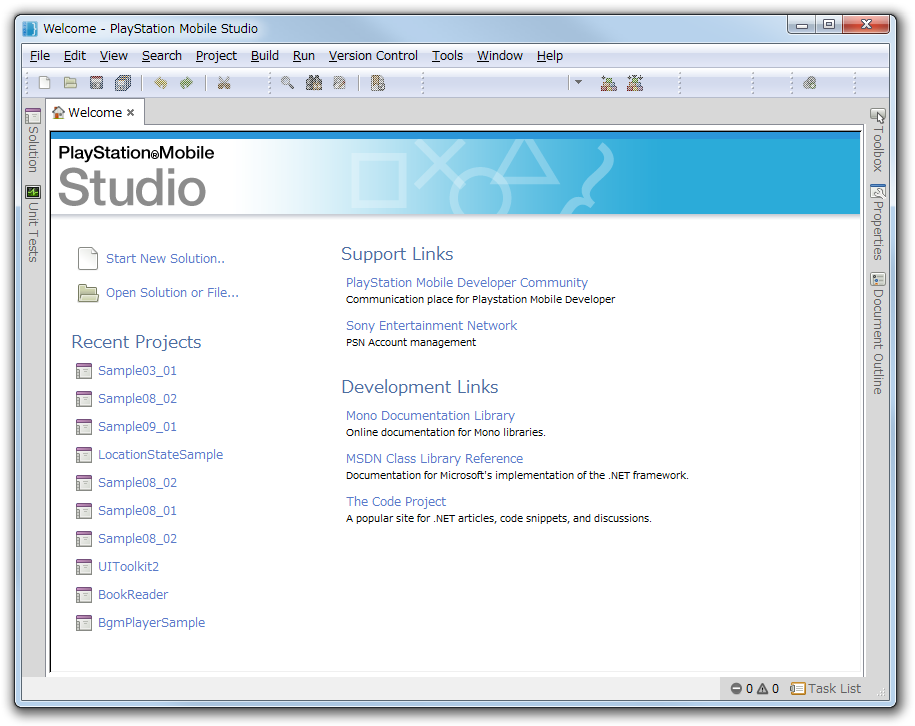 Welcome - PlayStation Mobile Studio
File Edit View Search Project Build Run Version Control Tools Window Help
Welcome
Solution
Unit Tests
Toolbox
Properties
Document Outline
PlayStation®Mobile
Studio
Start New Solution..
Open Solution or File...
Recent Projects
Sample03_01
Sample08_02
Sample09_01
LocationStateSample
Sample08_02
Sample08_01
Sample08_02
UIToolkit2
BookReader
BgmPlayerSample
Support Links
PlayStation Mobile Developer Community
Communication place for Playstation Mobile Developer
Sony Entertainment Network
PSN Account management
Development Links
Mono Documentation Library
Online documentation for Mono libraries.
MSDN Class Library Reference
Documentation for Microsoft's implementation of the .NET framework.
The Code Project
A popular site for .NET articles, code snippets, and discussions.
0 0 Task List